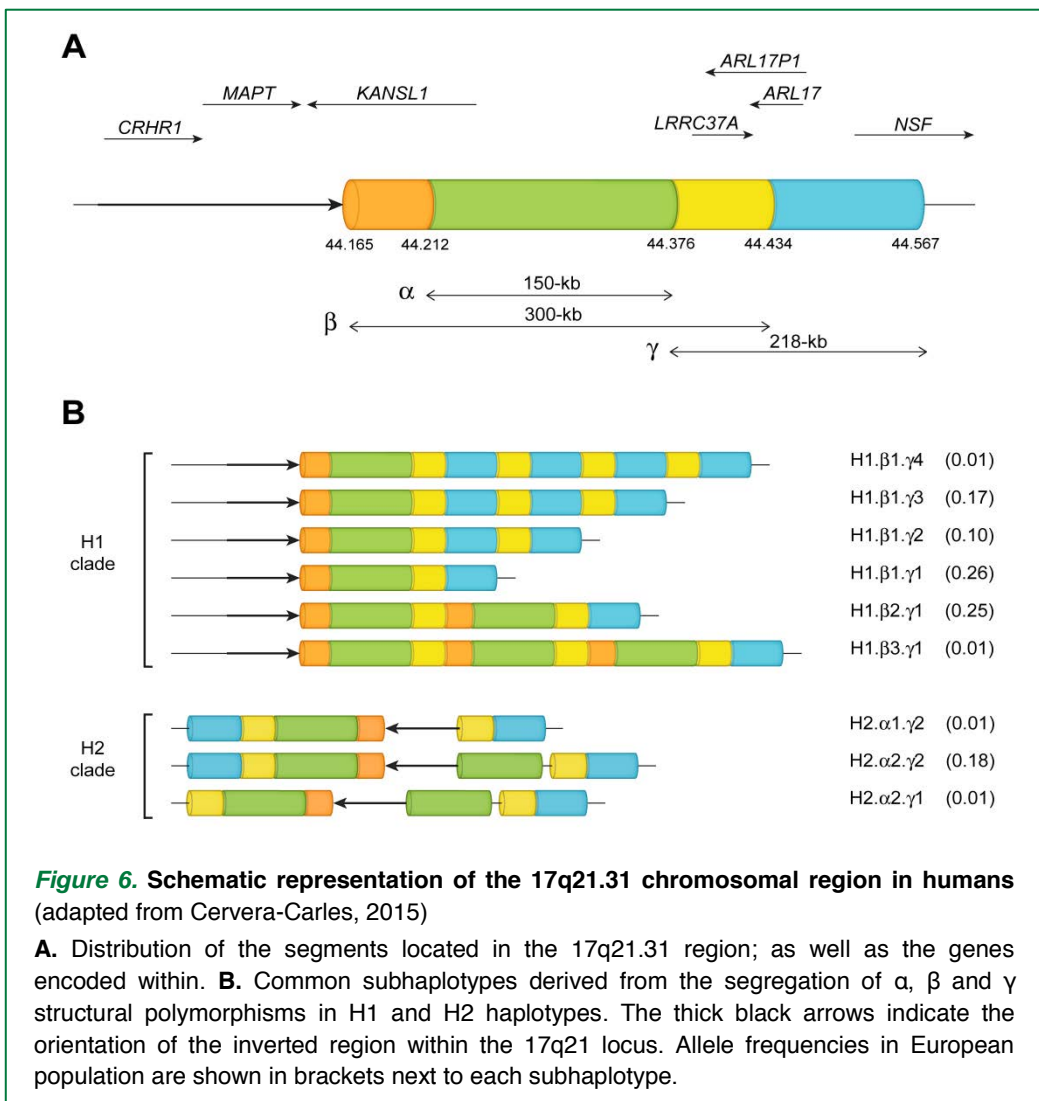 A
ARL17P1
MAPT KANSL1 ARL17
CRHR1 LRRC37A NSF
44.165 44.212 44.376 44.434 44.567
α 150-kb
β 300-kb
γ 218-kb
B
H1.β1.γ4 (0.01)
H1.β1.γ3 (0.17)
H1 clade
H1.β1.γ2 (0.10)
H1.β1.γ1 (0.26)
H1.β2.γ1 (0.25)
H1.β3.γ1 (0.01)
H2 clade
H2.α1.γ2 (0.01)
H2.α2.γ2 (0.18)
H2.α2.γ1 (0.01)
Figure 6. Schematic representation of the 17q21.31 chromosomal region in humans
(adapted from Cervera-Carles, 2015)
A. Distribution of the segments located in the 17q21.31 region; as well as the genes
encoded within. B. Common subhaplotypes derived from the segregation of α, β and γ
structural polymorphisms in H1 and H2 haplotypes. The thick black arrows indicate the
orientation of the inverted region within the 17q21 locus. Allele frequencies in European
population are shown in brackets next to each subhaplotype.